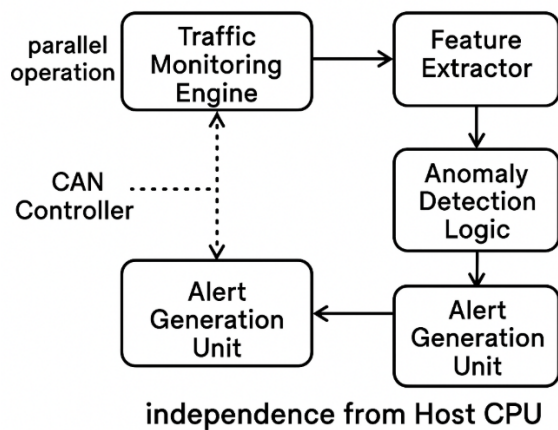 parallel
operation
Traffic
Monitoring
Engine
Feature
Extractor
CAN
Controller
Anomaly
Detection
Logic
Alert
Generation
Unit
Alert
Generation
Unit
independence from Host CPU